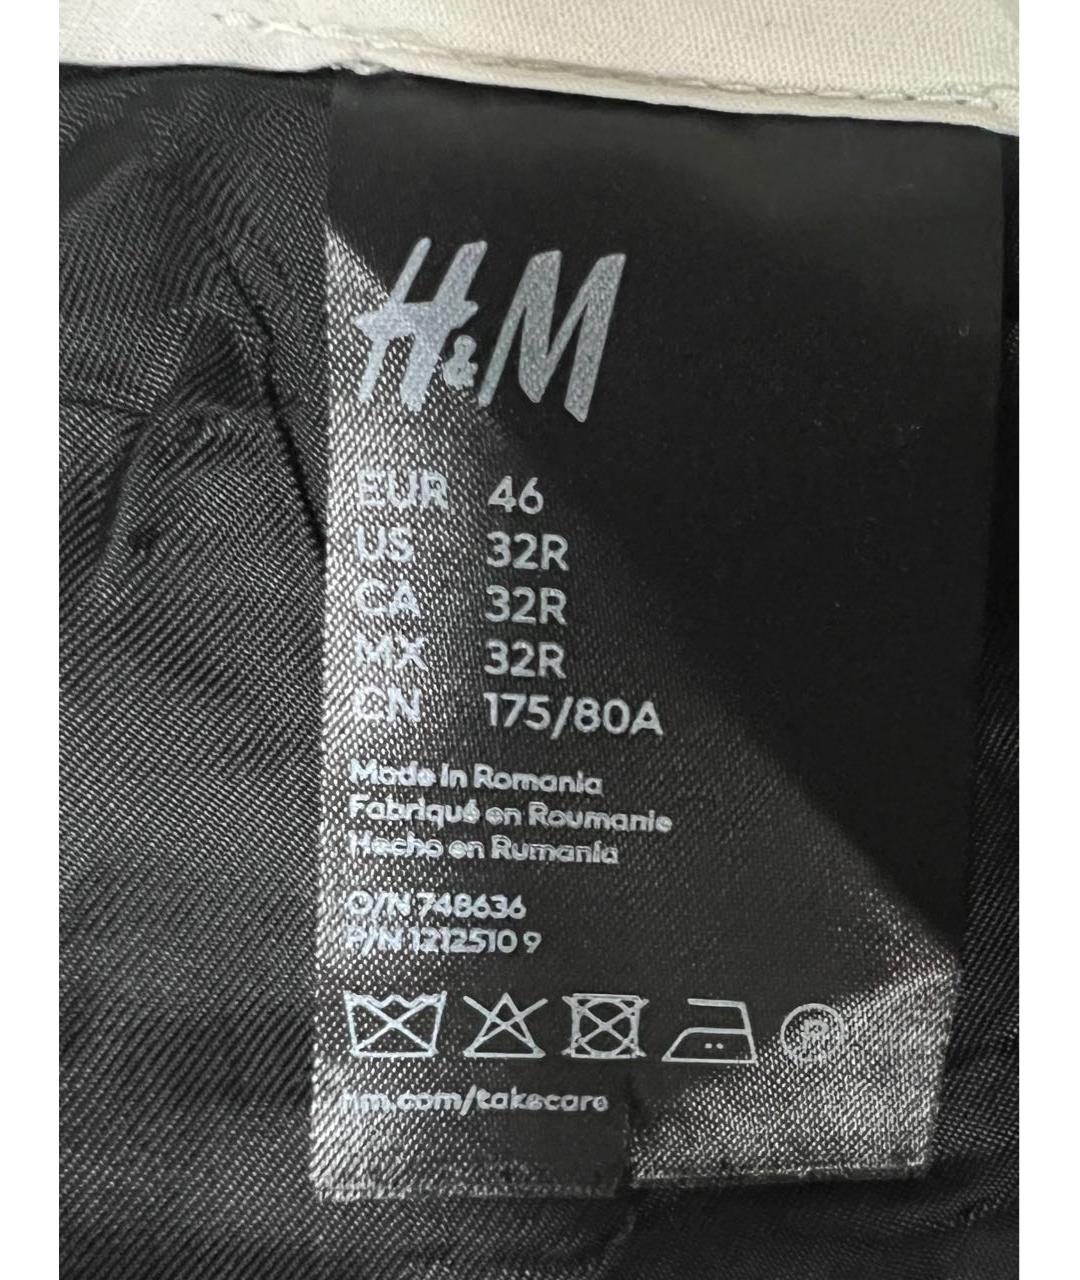 H&M
EUR 46
US 32R
CA 32R
MX 32R
CN 175/80A
Made in Romania
Fabriqué en Roumanie
Hecho en Rumanía
O/N 748636
P/N 1212510 9
P
hm.com/takecare